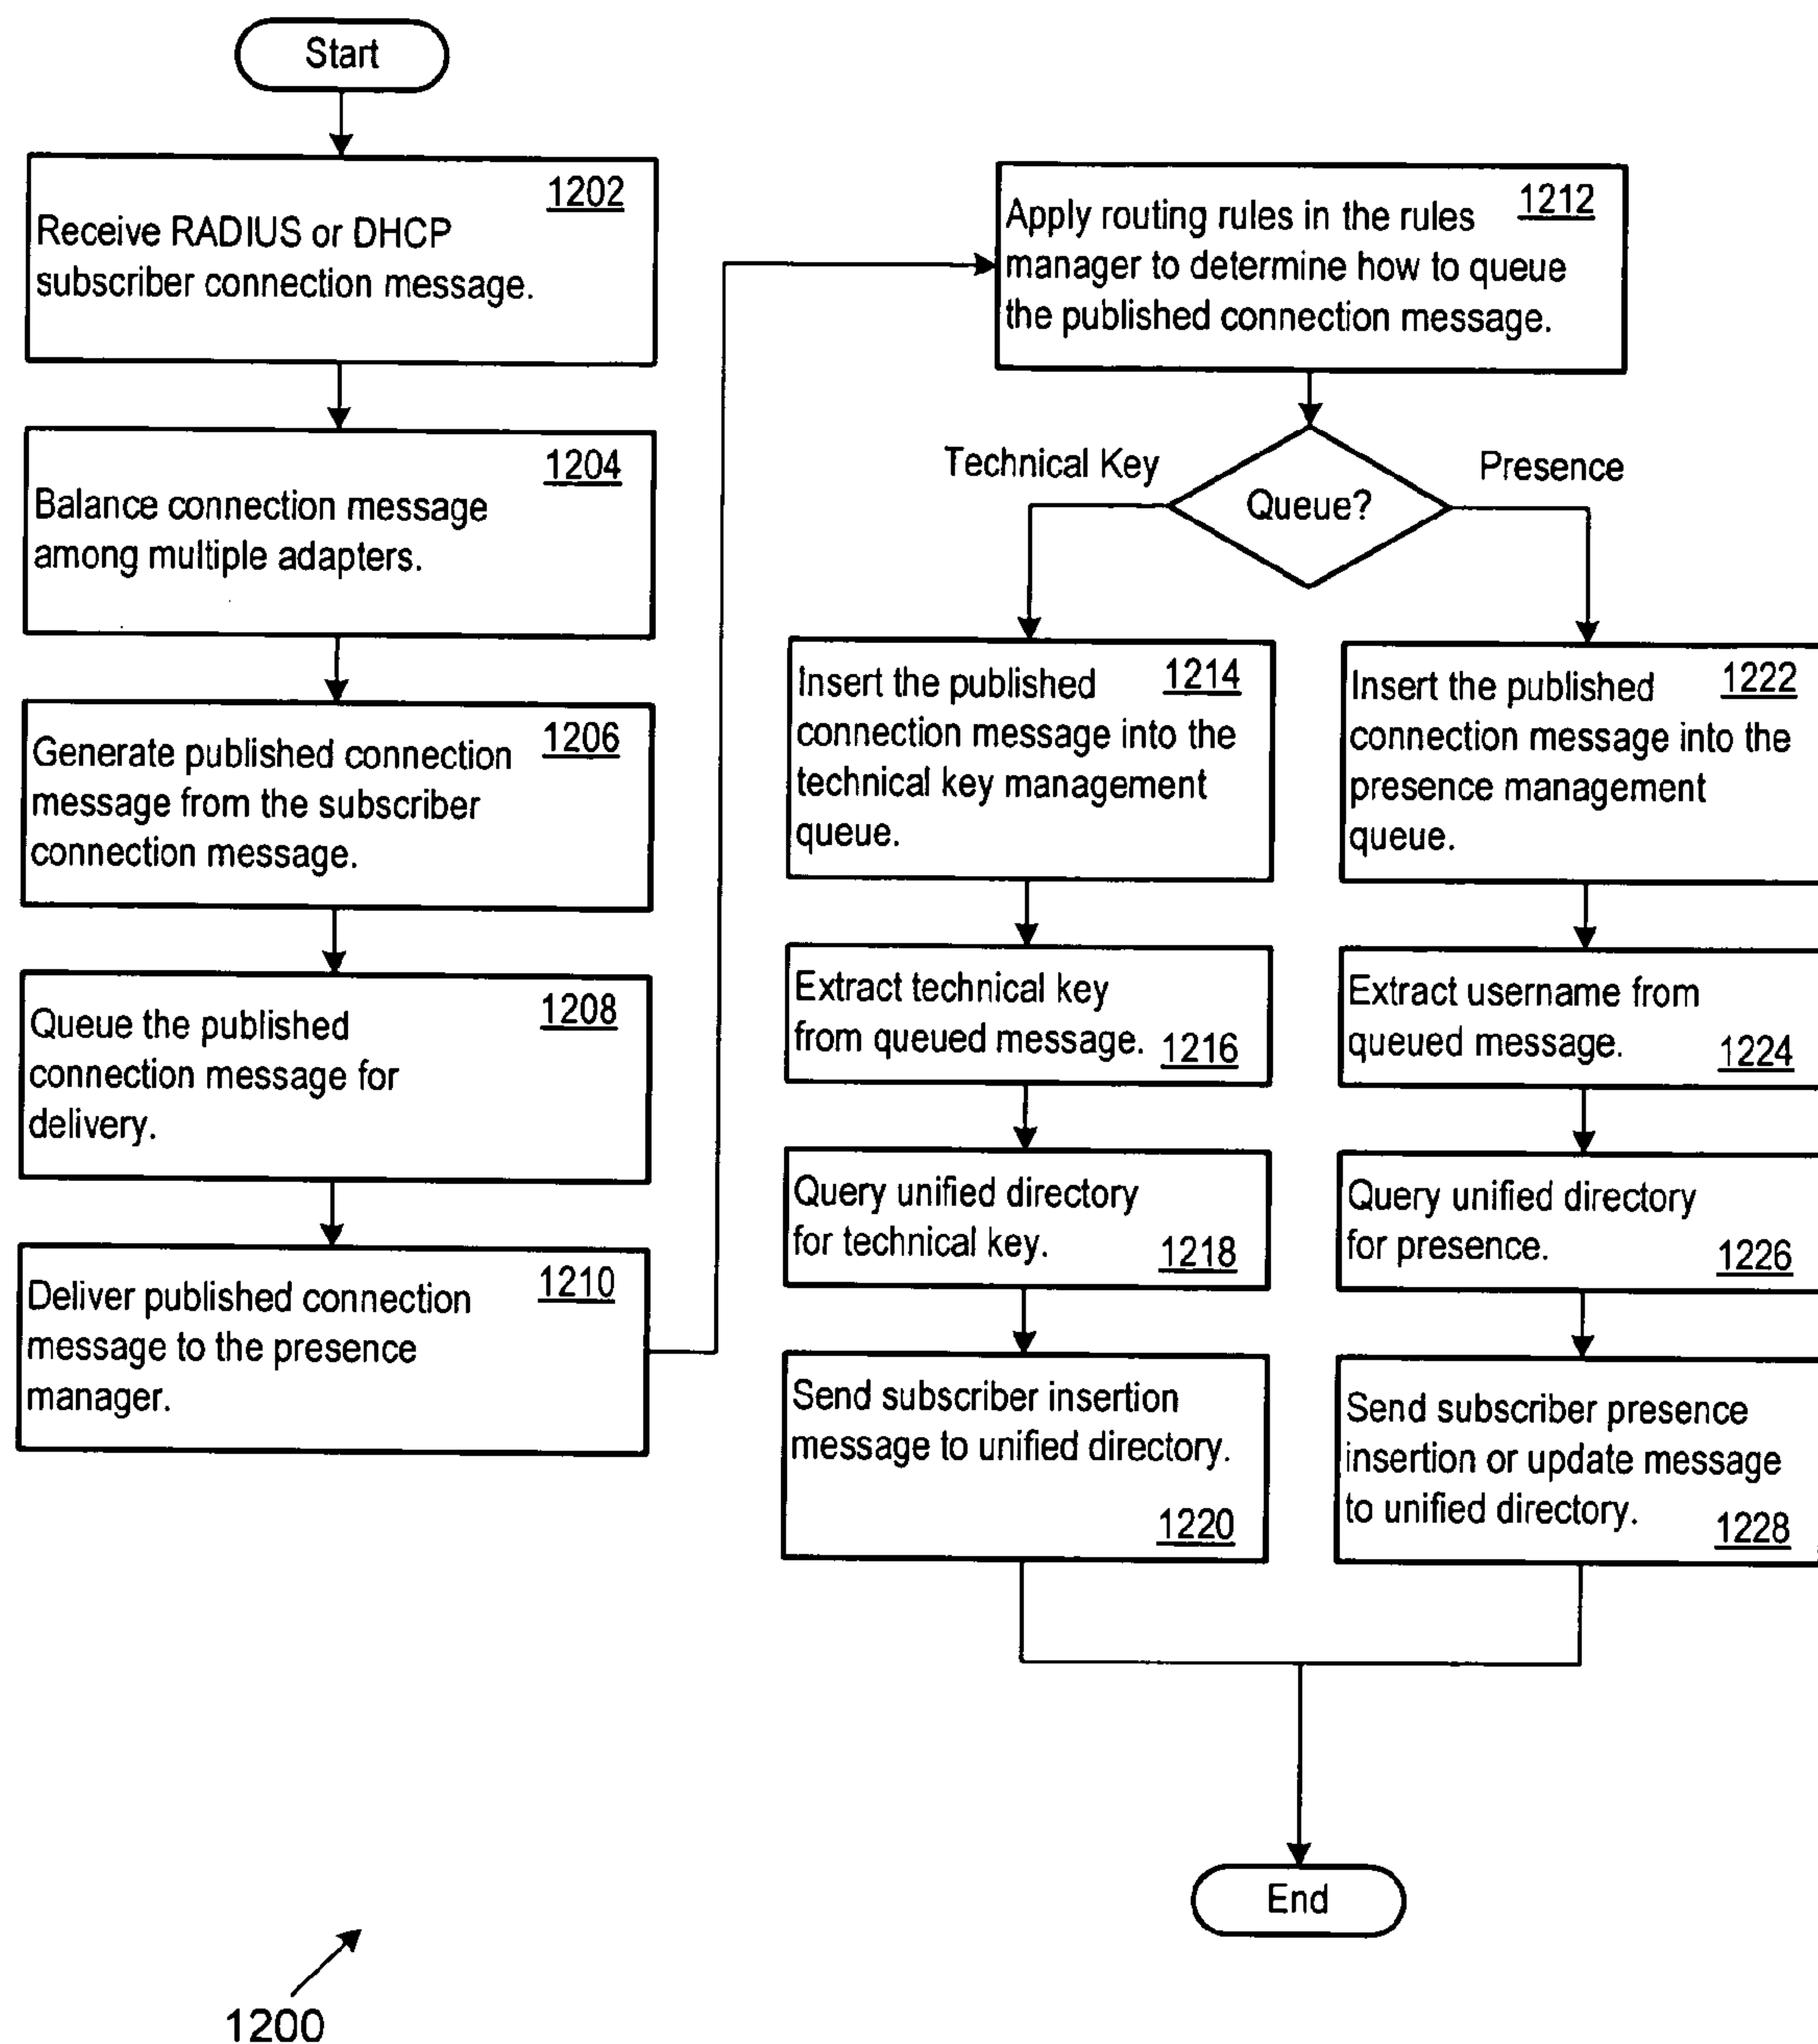 Start
1202
Receive RADIUS or DHCP
subscriber connection message.
1204
Balance connection message
among multiple adapters.
Generate published connection 1206
message from the subscriber
connection message.
Queue the published 1208
connection message for
delivery.
Deliver published connection 1210
message to the presence
manager.
Apply routing rules in the rules 1212
manager to determine how to queue
the published connection message.
Technical Key
Queue?
Presence
Insert the published 1214
connection message into the
technical key management
queue.
Extract technical key
from queued message. 1216
Query unified directory
for technical key. 1218
Send subscriber insertion
message to unified directory.
1220
Insert the published 1222
connection message into the
presence management
queue.
Extract username from
queued message. 1224
Query unified directory
for presence. 1226
Send subscriber presence
insertion or update message
to unified directory. 1228
End
1200